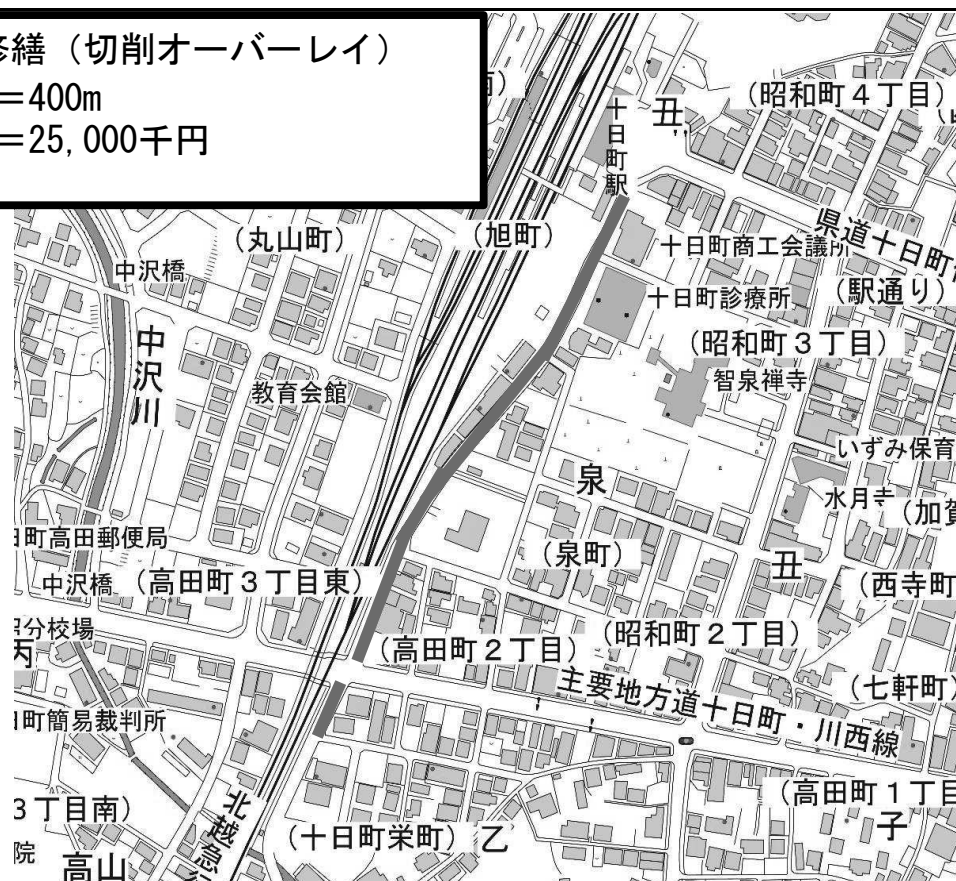 修繕（切削オーバーレイ）
＝400m
＝25,000千円
（昭和町４丁目）
丑
十日町駅
県道十日町
（丸山町）
（旭町）
十日町商工会議所
中沢橋
十日町診療所
（駅通り）
（昭和町３丁目）
中沢川
智泉禅寺
教育会館
いずみ保育
泉
水月寺
（加賀
日町高田郵便局
（泉町）
丑
中沢橋
（高田町３丁目東）
（西寺町
分校場
丙
（高田町２丁目）
（昭和町２丁目）
主要地方道十日町・川西線
（七軒町）
日町簡易裁判所
３丁目南）
北越急行
（高田町１丁目
子
（十日町栄町）
乙
院
高山